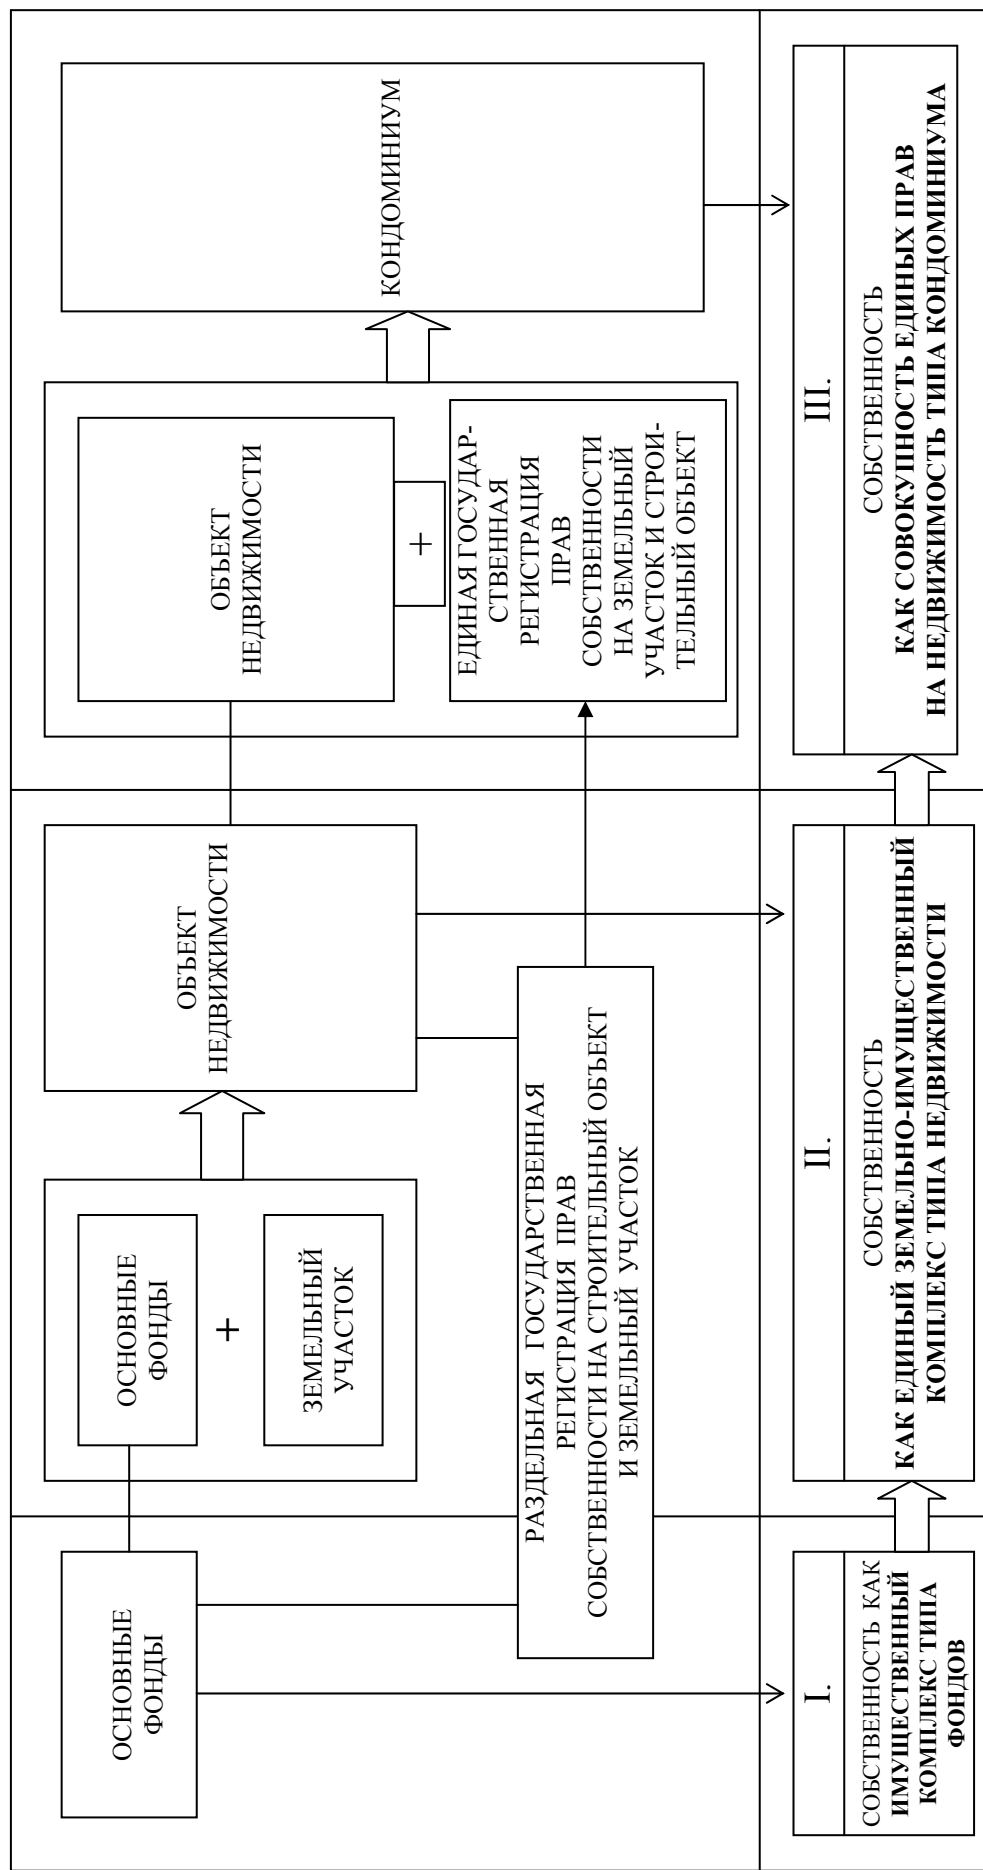 ОСНОВНЫЕ
ФОНДЫ
ОСНОВНЫЕ
ФОНДЫ
+
ЗЕМЕЛЬНЫЙ
УЧАСТОК
ОБЪЕКТ
НЕДВИЖИМОСТИ
РАЗДЕЛЬНАЯ ГОСУДАРСТВЕННАЯ
РЕГИСТРАЦИЯ ПРАВ
СОБСТВЕННОСТИ НА СТРОИТЕЛЬНЫЙ ОБЪЕКТ
И ЗЕМЕЛЬНЫЙ УЧАСТОК
ОБЪЕКТ
НЕДВИЖИМОСТИ
+
ЕДИНАЯ ГОСУДАР-
СТВЕННАЯ
РЕГИСТРАЦИЯ
ПРАВ
СОБСТВЕННОСТИ
НА ЗЕМЕЛЬНЫЙ
УЧАСТОК И СТРОИ-
ТЕЛЬНЫЙ ОБЪЕКТ
КОНДОМИНИУМ
I.
СОБСТВЕННОСТЬ КАК
ИМУЩЕСТВЕННЫЙ
КОМПЛЕКС ТИПА
ФОНДОВ
II.
СОБСТВЕННОСТЬ
КАК ЕДИНЫЙ ЗЕМЕЛЬНО-ИМУЩЕСТВЕННЫЙ
КОМПЛЕКС ТИПА НЕДВИЖИМОСТИ
III.
СОБСТВЕННОСТЬ
КАК СОВОКУПНОСТЬ ЕДИНЫХ ПРАВ
НА НЕДВИЖИМОСТЬ ТИПА КОНДОМИНИУМА